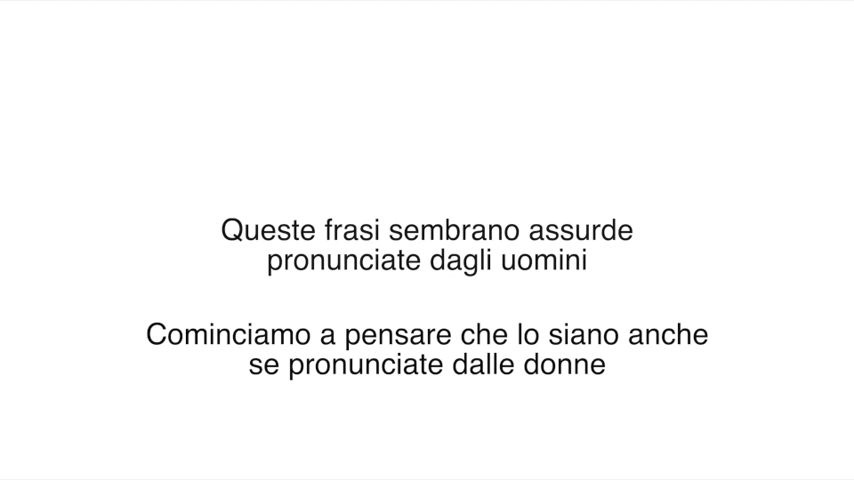 Queste frasi sembrano assurde
pronunciate dagli uomini
Cominciamo a pensare che lo siano anche
se pronunciate dalle donne